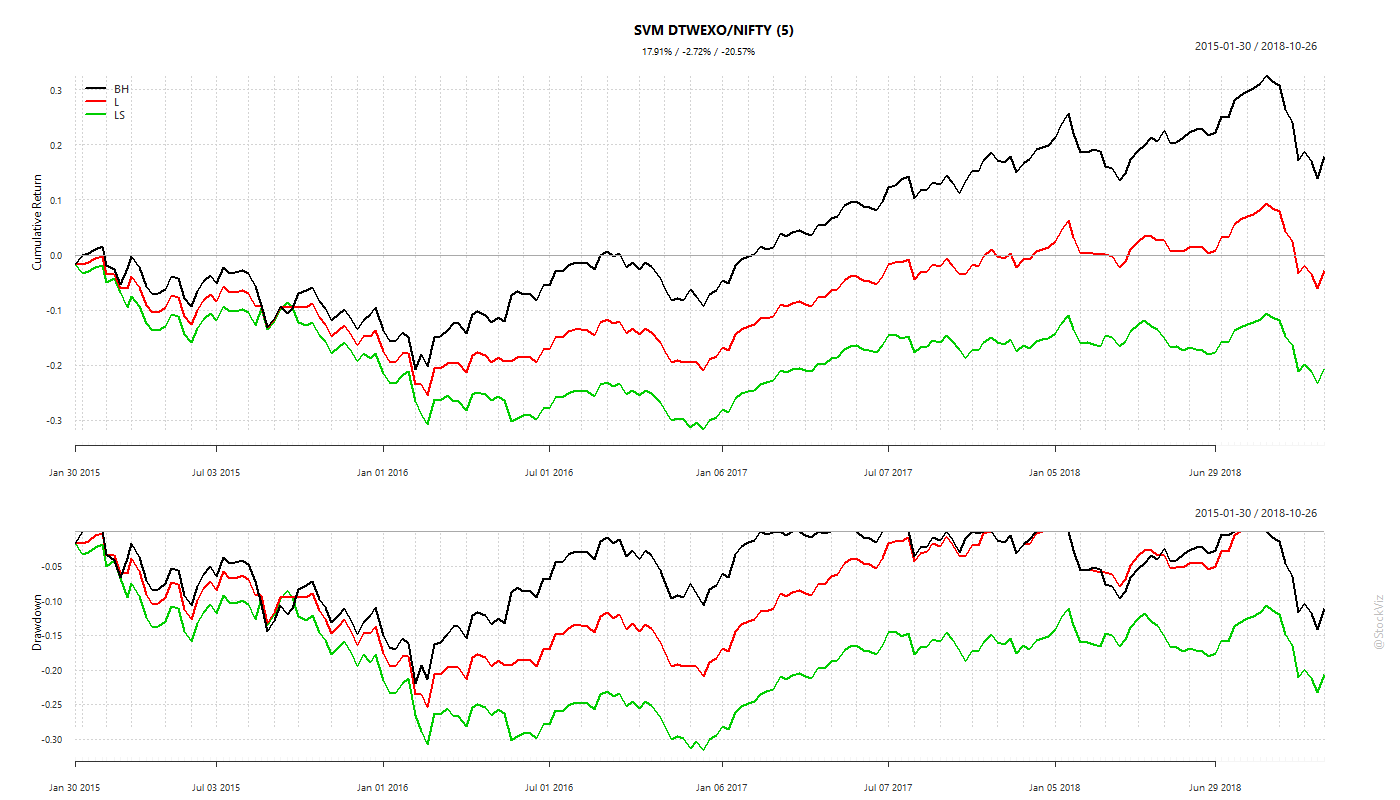 SVM DTWEXO/NIFTY (5)
17.91% / -2.72% / -20.57%
2015-01-30 / 2018-10-26
BH
L
LS
Cumulative Return
0.3
0.2
0.1
0.0
-0.1
-0.2
-0.3
Jan 30 2015 Jul 03 2015 Jan 01 2016 Jul 01 2016 Jan 06 2017 Jul 07 2017 Jan 05 2018 Jun 29 2018
2015-01-30 / 2018-10-26
Drawdown
-0.05
-0.10
-0.15
-0.20
-0.25
-0.30
Jan 30 2015 Jul 03 2015 Jan 01 2016 Jul 01 2016 Jan 06 2017 Jul 07 2017 Jan 05 2018 Jun 29 2018
@StockViz